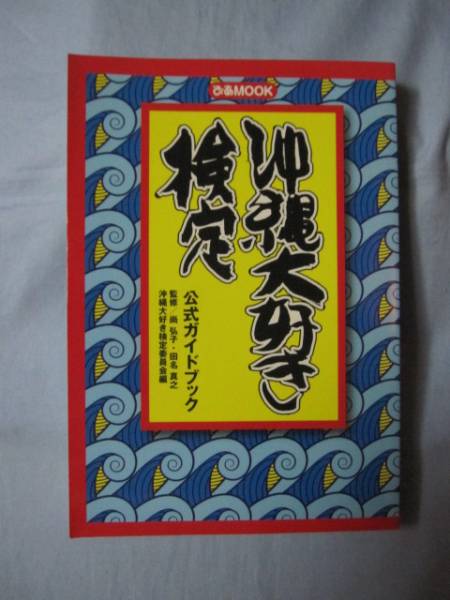 ぴあMOOK
沖縄大好き
検定
公式ガイドブック
監修/尚 弘子・田名 真之
沖縄大好き検定委員会編